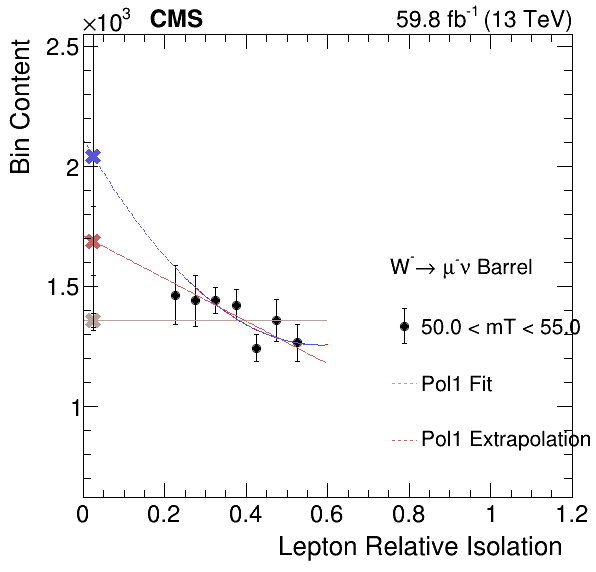 ×10³ CMS 59.8 fb⁻¹ (13 TeV)
Bin Content
2.5
2
1.5
1
W⁻→ μ⁻ν Barrel
50.0 < mT < 55.0
Pol1 Fit
Pol1 Extrapolation
0 0.2 0.4 0.6 0.8 1 1.2
Lepton Relative Isolation